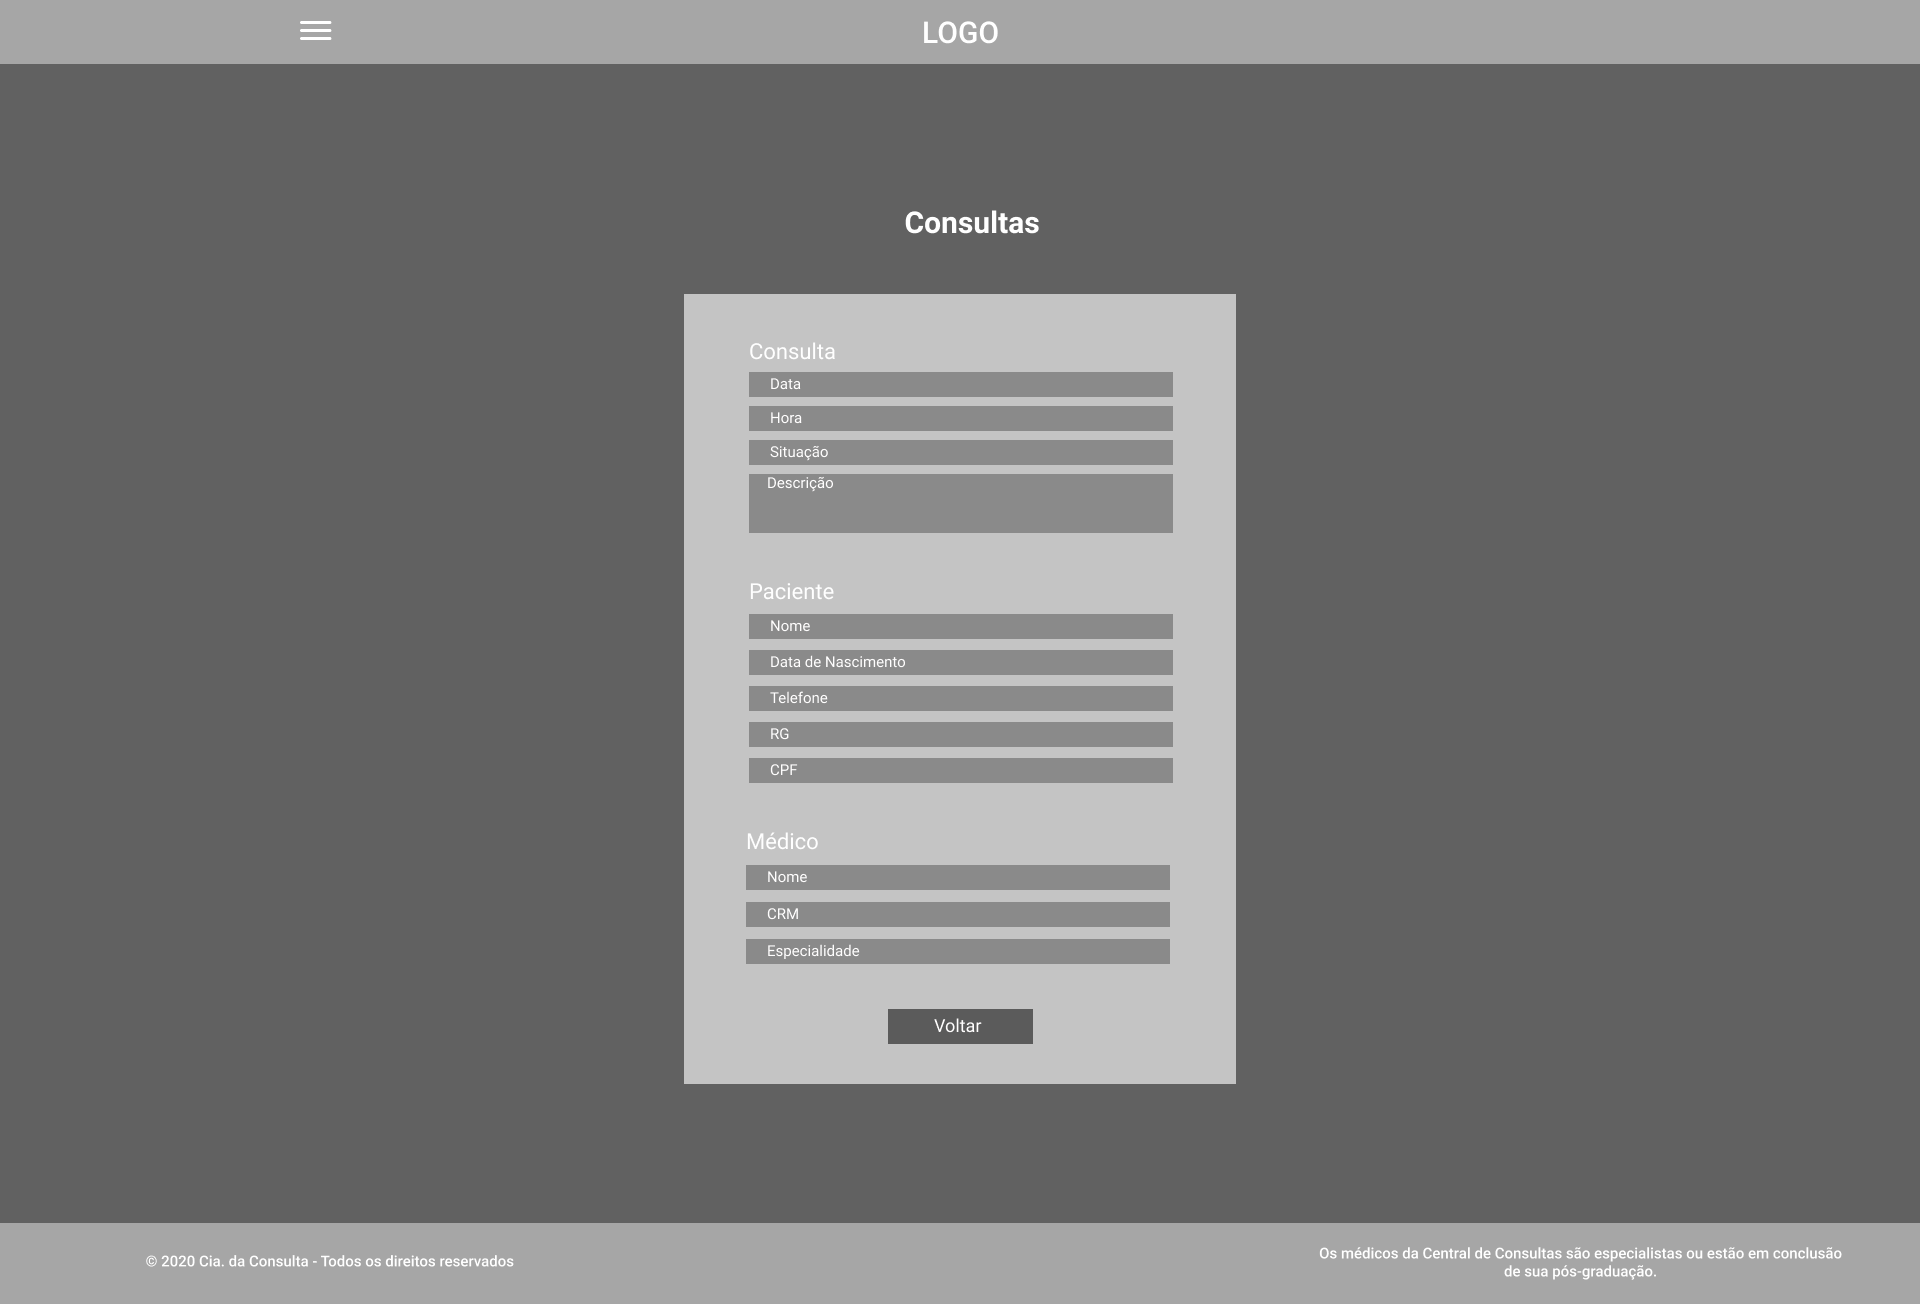 LOGO
Consultas
Consulta
Data
Hora
Situação
Descrição
Paciente
Nome
Data de Nascimento
Telefone
RG
CPF
Médico
Nome
CRM
Especialidade
Voltar
© 2020 Cia. da Consulta - Todos os direitos reservados
Os médicos da Central de Consultas são especialistas ou estão em conclusão
de sua pós-graduação.